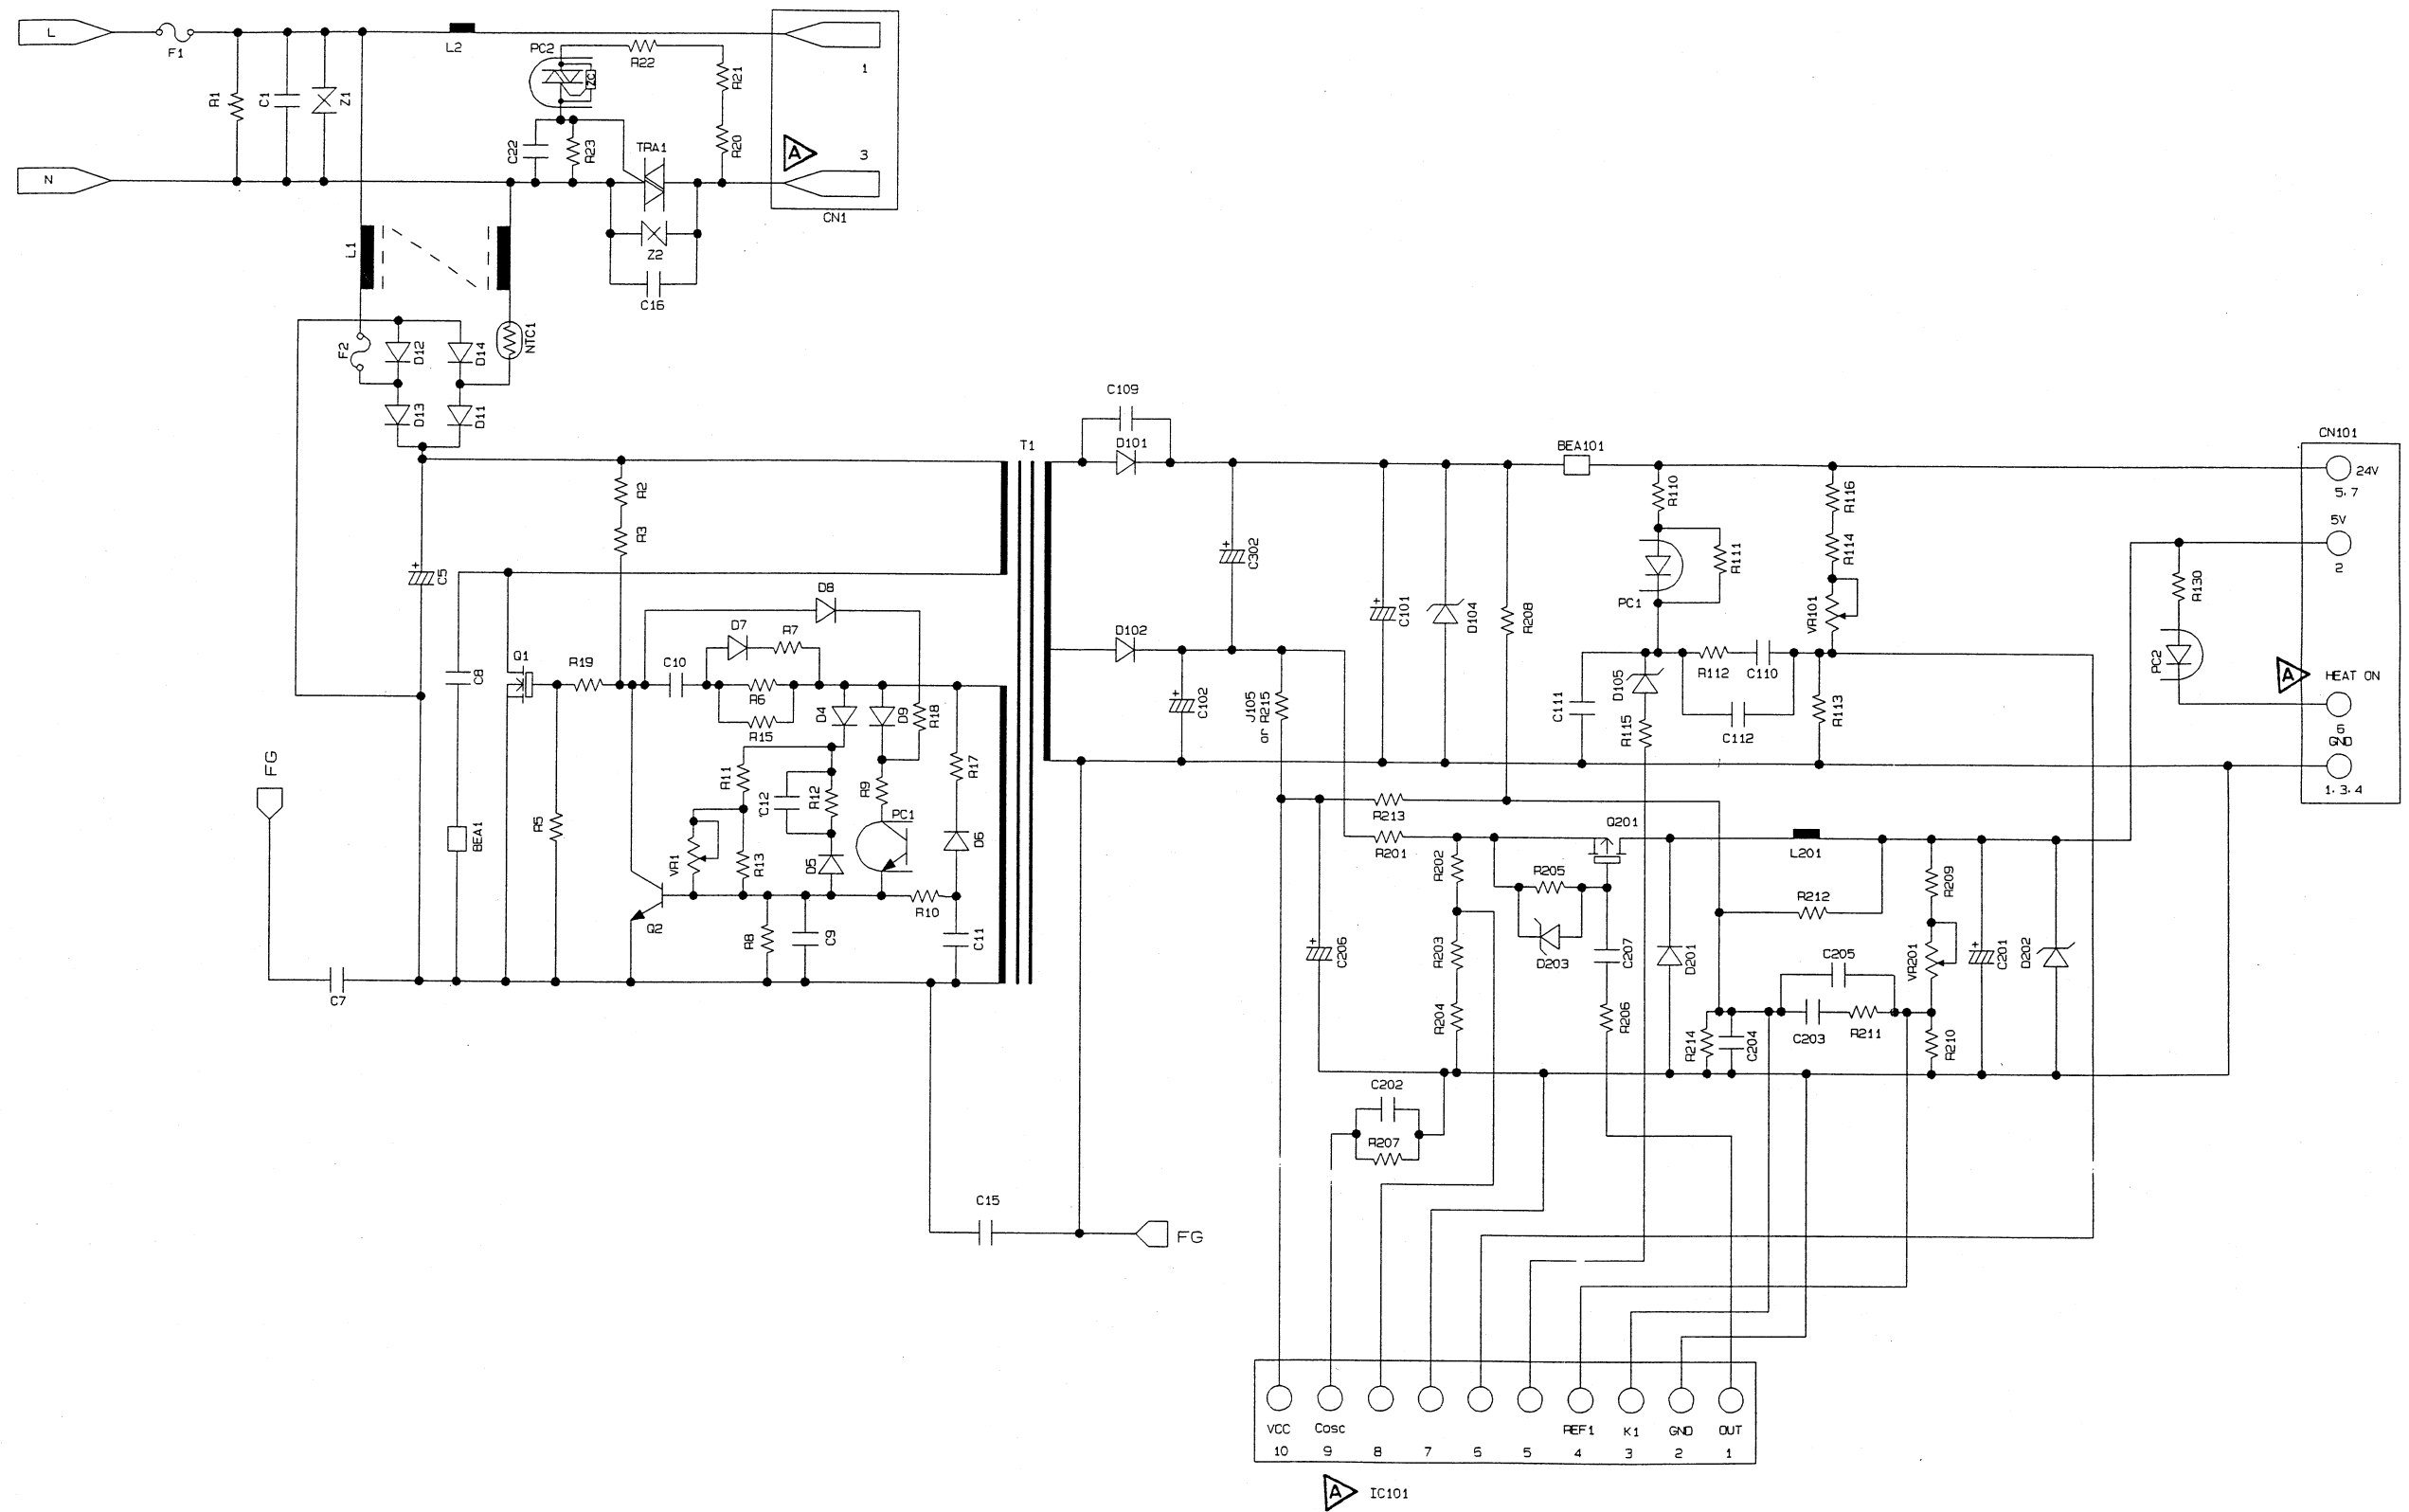 L
F1
L2
PC2
R22
R21
ZC
1
R1
C1
Z1
C22
R23
TRA1
R20
A
3
N
CN1
Z2
C16
L1
F2
D12
D14
NTC1
D13
D11
C109
T1
D101
BEA101
CN101
24V
5, 7
R2
R110
R116
5V
R3
C302
R111
R114
2
C5
D8
C101
D104
R208
PC1
VR101
R130
D7
R7
D102
Q1
R19
C10
R112
C110
PC2
A
HEAT ON
C8
R6
D4
D9
R18
C102
J105
or R215
C111
D105
R113
R15
R115
C112
6
GND
FG
R11
R17
C12
R12
R9
1, 3, 4
R5
PC1
R213
Q201
BEA1
VR1
R13
D5
D6
R201
L201
R202
R205
R209
R10
R212
Q2
R8
C9
C11
C206
R203
D203
C207
D201
C205
VR201
C201
D202
C7
R204
R206
R214
C204
C203
R211
R210
C202
R207
C15
FG
VCC
Cosc
REF1
K1
GND
OUT
10
9
8
7
6
5
4
3
2
1
A
IC101